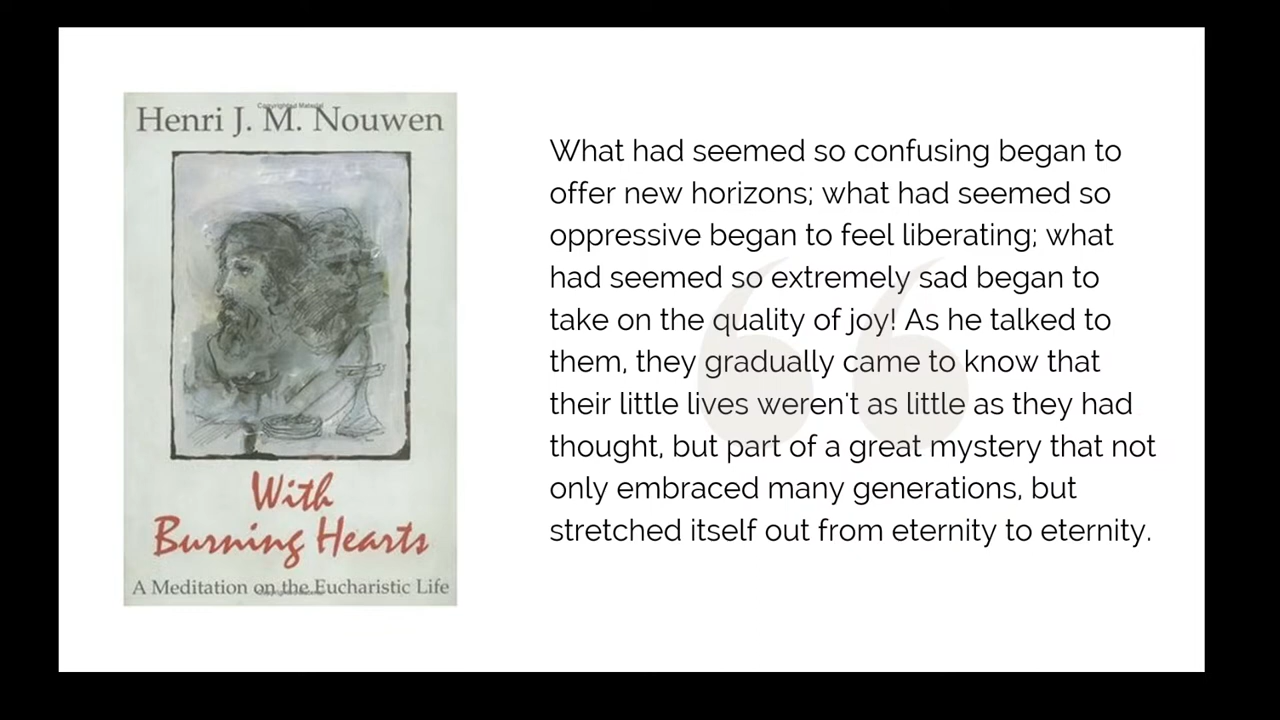 Copyrighted Material
Henri J. M. Nouwen
With
Burning Hearts
A Meditation on the Eucharistic Life
Copyrighted Material
What had seemed so confusing began to
offer new horizons; what had seemed so
oppressive began to feel liberating; what
had seemed so extremely sad began to
take on the quality of joy! As he talked to
them, they gradually came to know that
their little lives weren't as little as they had
thought, but part of a great mystery that not
only embraced many generations, but
stretched itself out from eternity to eternity.